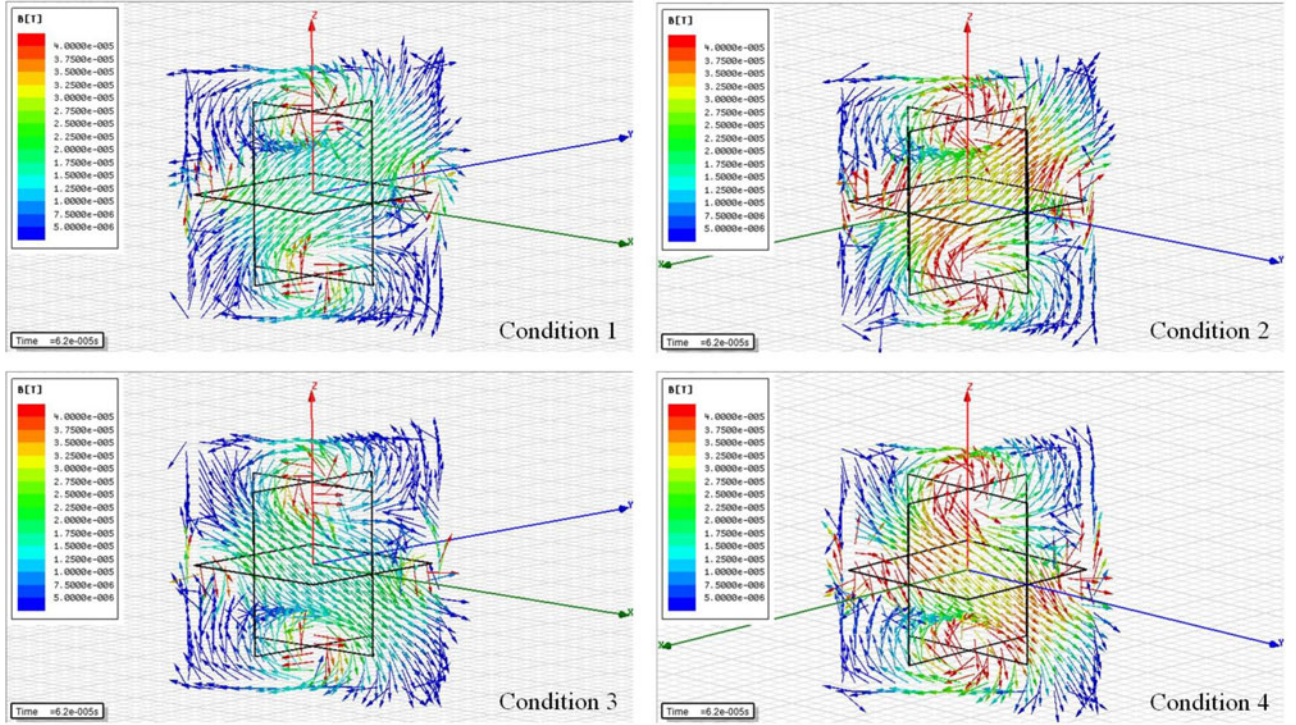 B[T]
4.0000e-005
3.7500e-005
3.5000e-005
3.2500e-005
3.0000e-005
2.7500e-005
2.5000e-005
2.2500e-005
2.0000e-005
1.7500e-005
1.5000e-005
1.2500e-005
1.0000e-005
7.5000e-006
5.0000e-006
Z
Y
X
Time =6.2e-005s
Condition 1
B[T]
4.0000e-005
3.7500e-005
3.5000e-005
3.2500e-005
3.0000e-005
2.7500e-005
2.5000e-005
2.2500e-005
2.0000e-005
1.7500e-005
1.5000e-005
1.2500e-005
1.0000e-005
7.5000e-006
5.0000e-006
Z
X
Y
Time =6.2e-005s
Condition 2
B[T]
4.0000e-005
3.7500e-005
3.5000e-005
3.2500e-005
3.0000e-005
2.7500e-005
2.5000e-005
2.2500e-005
2.0000e-005
1.7500e-005
1.5000e-005
1.2500e-005
1.0000e-005
7.5000e-006
5.0000e-006
Z
Y
X
Time =6.2e-005s
Condition 3
B[T]
4.0000e-005
3.7500e-005
3.5000e-005
3.2500e-005
3.0000e-005
2.7500e-005
2.5000e-005
2.2500e-005
2.0000e-005
1.7500e-005
1.5000e-005
1.2500e-005
1.0000e-005
7.5000e-006
5.0000e-006
Z
X
Y
Time =6.2e-005s
Condition 4